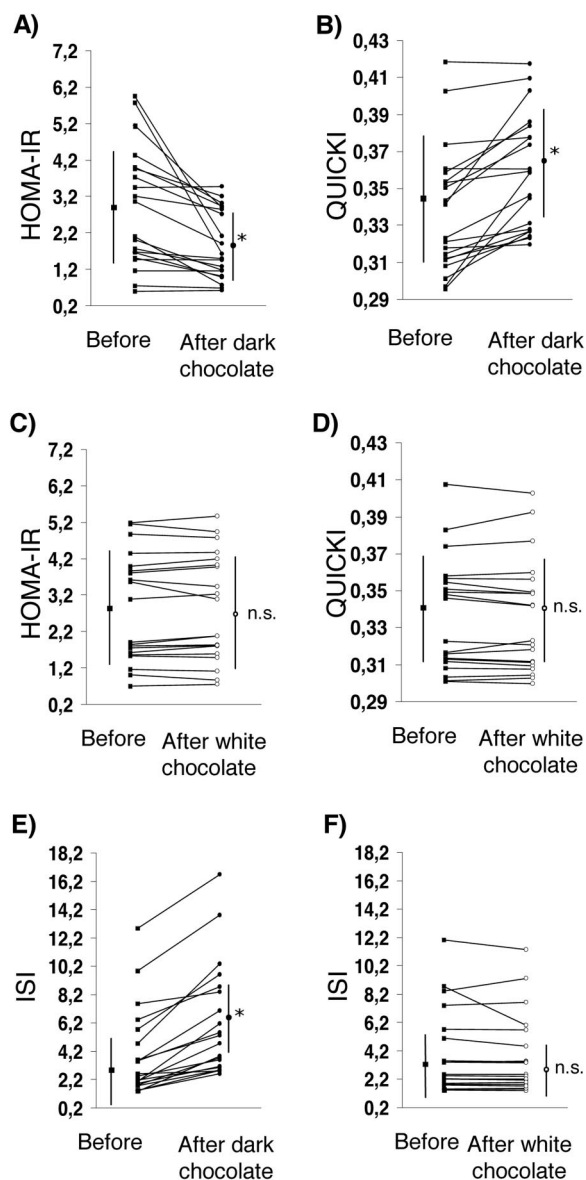 A)
HOMA-IR
7,2
6,2
5,2
4,2
3,2
2,2
1,2
0,2
*
Before
After dark
chocolate
B)
QUICKI
0,43
0,41
0,39
0,37
0,35
0,33
0,31
0,29
*
Before
After dark
chocolate
C)
HOMA-IR
7,2
6,2
5,2
4,2
3,2
2,2
1,2
0,2
n.s.
Before
After white
chocolate
D)
QUICKI
0,43
0,41
0,39
0,37
0,35
0,33
0,31
0,29
n.s.
Before
After white
chocolate
E)
ISI
18,2
16,2
14,2
12,2
10,2
8,2
6,2
4,2
2,2
0,2
*
Before
After dark
chocolate
F)
ISI
18,2
16,2
14,2
12,2
10,2
8,2
6,2
4,2
2,2
0,2
n.s.
Before
After white
chocolate